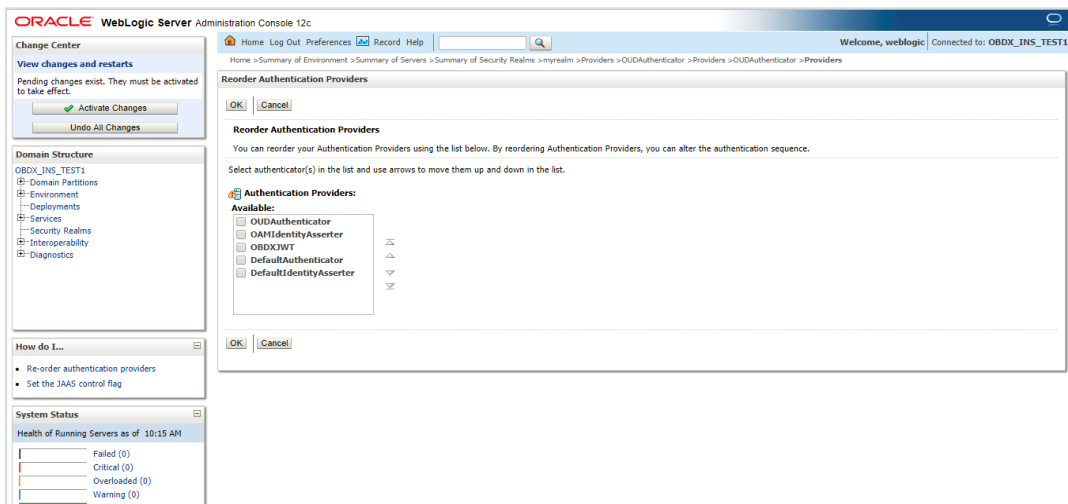 ORACLE WebLogic Server Administration Console 12c
Change Center
View changes and restarts
Pending changes exist. They must be activated
to take effect.
Activate Changes
Undo All Changes
Domain Structure
OBDX_INS_TEST1
Domain Partitions
Environment
Deployments
Services
Security Realms
Interoperability
Diagnostics
How do I...
Re-order authentication providers
Set the JAAS control flag
System Status
Health of Running Servers as of 10:15 AM
Failed (0)
Critical (0)
Overloaded (0)
Warning (0)
Home Log Out Preferences Record Help
Welcome, weblogic Connected to: OBDX_INS_TEST1
Home >Summary of Environment >Summary of Servers >Summary of Security Realms >myrealm >Providers >OUDAuthenticator >Providers >OUDAuthenticator >Providers
Reorder Authentication Providers
OK Cancel
Reorder Authentication Providers
You can reorder your Authentication Providers using the list below. By reordering Authentication Providers, you can alter the authentication sequence.
Select authenticator(s) in the list and use arrows to move them up and down in the list.
Authentication Providers:
Available:
OUDAuthenticator
OAMIdentityAsserter
OBDXJWT
DefaultAuthenticator
DefaultIdentityAsserter
OK Cancel